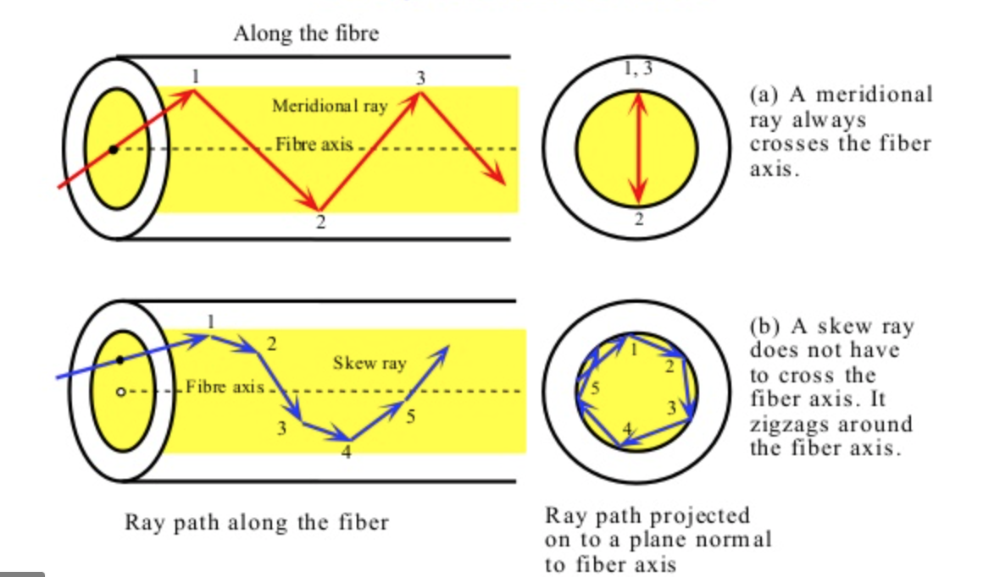 Along the fibre
1
3
Meridional ray
Fibre axis
2
1, 3
2
(a) A meridional
ray always
crosses the fiber
axis.
1
2
Skew ray
Fibre axis
3
5
4
1
2
5
3
4
(b) A skew ray
does not have
to cross the
fiber axis. It
zigzags around
the fiber axis.
Ray path along the fiber
Ray path projected
on to a plane normal
to fiber axis